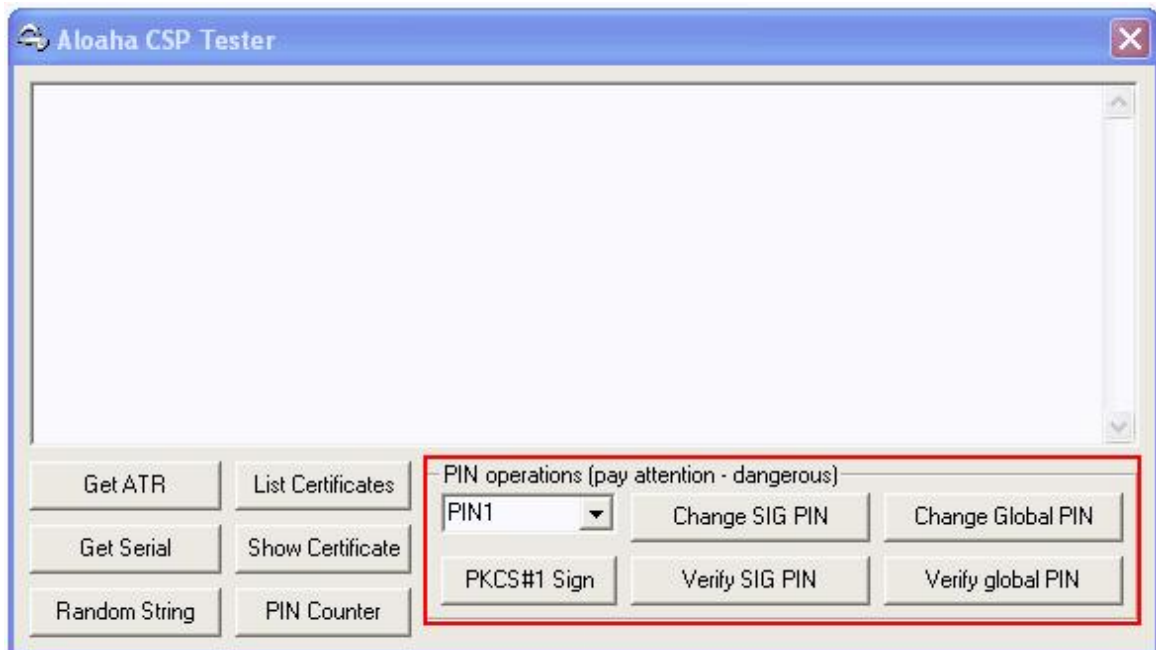 Aloaha CSP Tester
Get ATR
List Certificates
Get Serial
Show Certificate
Random String
PIN Counter
PIN operations (pay attention - dangerous)
PIN1
Change SIG PIN
Change Global PIN
PKCS#1 Sign
Verify SIG PIN
Verify global PIN